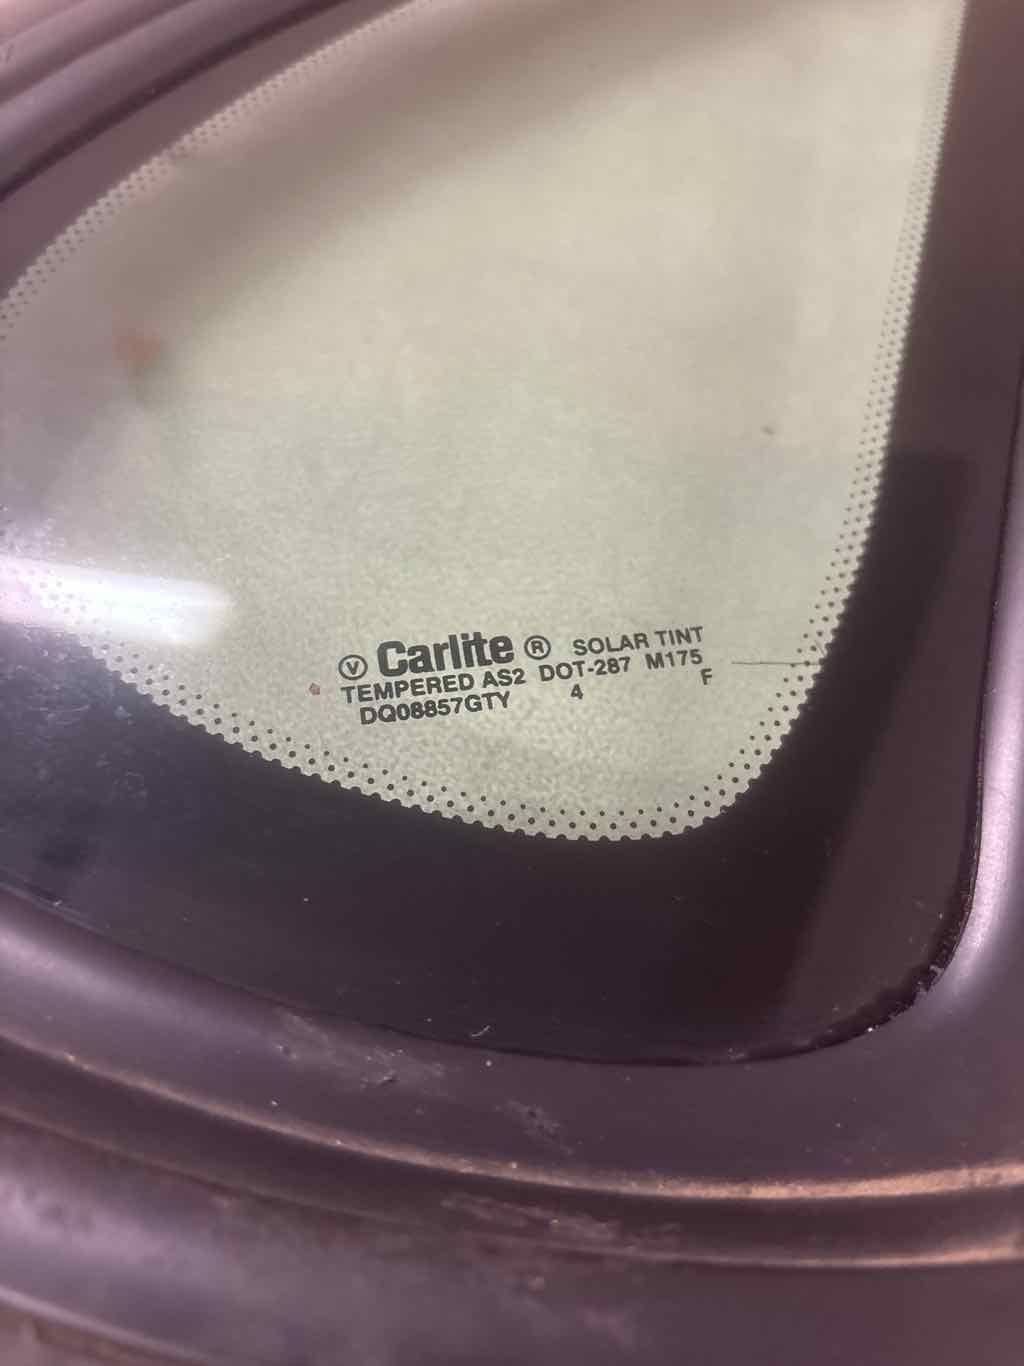 V Carlite ® SOLAR TINT
TEMPERED AS2 DOT-287 M175
DQ08857GTY 4 F